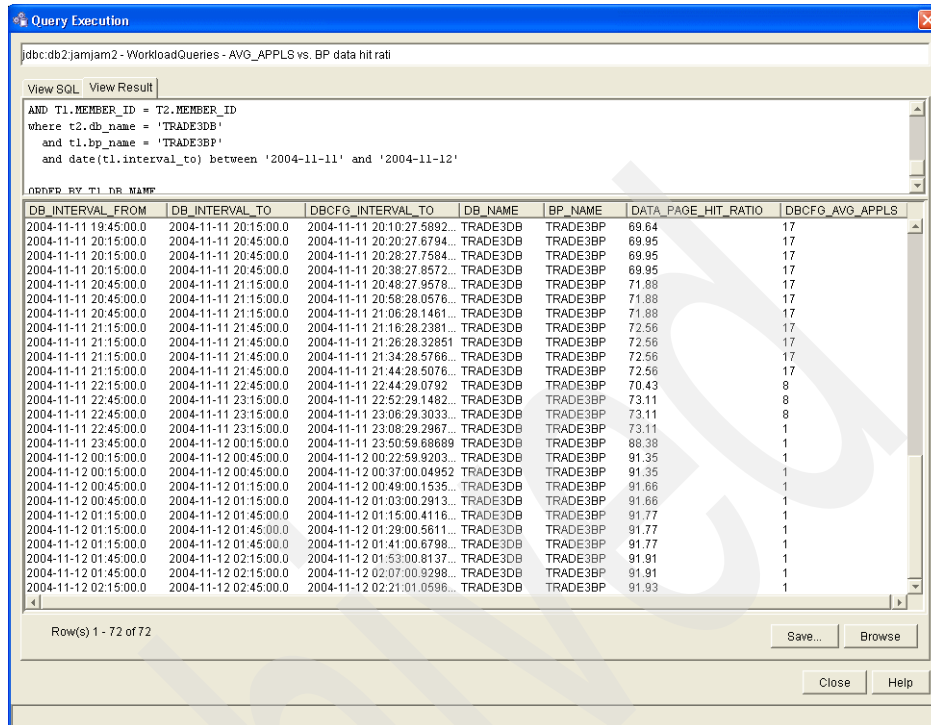 Query Execution
jdbc:db2:jamjam2 - WorkloadQueries - AVG_APPLS vs. BP data hit rati
View SQL View Result
AND T1.MEMBER_ID = T2.MEMBER_ID
where t2.db_name = 'TRADE3DB'
and t1.bp_name = 'TRADE3BP'
and date(t1.interval_to) between '2004-11-11' and '2004-11-12'
ORDER BY T1.DB_NAME
DB_INTERVAL_FROM DB_INTERVAL_TO DBCFG_INTERVAL_TO DB_NAME BP_NAME DATA_PAGE_HIT_RATIO DBCFG_AVG_APPLS
2004-11-11 19:45:00.0 2004-11-11 20:15:00.0 2004-11-11 20:10:27.5892... TRADE3DB TRADE3BP 69.64 17
2004-11-11 20:15:00.0 2004-11-11 20:45:00.0 2004-11-11 20:20:27.6794... TRADE3DB TRADE3BP 69.95 17
2004-11-11 20:15:00.0 2004-11-11 20:45:00.0 2004-11-11 20:28:27.7584... TRADE3DB TRADE3BP 69.95 17
2004-11-11 20:15:00.0 2004-11-11 20:45:00.0 2004-11-11 20:38:27.8572... TRADE3DB TRADE3BP 69.95 17
2004-11-11 20:45:00.0 2004-11-11 21:15:00.0 2004-11-11 20:48:27.9578... TRADE3DB TRADE3BP 71.88 17
2004-11-11 20:45:00.0 2004-11-11 21:15:00.0 2004-11-11 20:58:28.0576... TRADE3DB TRADE3BP 71.88 17
2004-11-11 20:45:00.0 2004-11-11 21:15:00.0 2004-11-11 21:06:28.1461... TRADE3DB TRADE3BP 71.88 17
2004-11-11 21:15:00.0 2004-11-11 21:45:00.0 2004-11-11 21:16:28.2381... TRADE3DB TRADE3BP 72.56 17
2004-11-11 21:15:00.0 2004-11-11 21:45:00.0 2004-11-11 21:26:28.32851 TRADE3DB TRADE3BP 72.56 17
2004-11-11 21:15:00.0 2004-11-11 21:45:00.0 2004-11-11 21:34:28.5766... TRADE3DB TRADE3BP 72.56 17
2004-11-11 21:15:00.0 2004-11-11 21:45:00.0 2004-11-11 21:44:28.5076... TRADE3DB TRADE3BP 72.56 17
2004-11-11 22:15:00.0 2004-11-11 22:45:00.0 2004-11-11 22:44:29.0792 TRADE3DB TRADE3BP 70.43 8
2004-11-11 22:45:00.0 2004-11-11 23:15:00.0 2004-11-11 22:52:29.1482... TRADE3DB TRADE3BP 73.11 8
2004-11-11 22:45:00.0 2004-11-11 23:15:00.0 2004-11-11 23:06:29.3033... TRADE3DB TRADE3BP 73.11 8
2004-11-11 22:45:00.0 2004-11-11 23:15:00.0 2004-11-11 23:08:29.2967... TRADE3DB TRADE3BP 73.11 1
2004-11-11 23:45:00.0 2004-11-12 00:15:00.0 2004-11-11 23:50:59.68689 TRADE3DB TRADE3BP 88.38 1
2004-11-12 00:15:00.0 2004-11-12 00:45:00.0 2004-11-12 00:22:59.9203... TRADE3DB TRADE3BP 91.35 1
2004-11-12 00:15:00.0 2004-11-12 00:45:00.0 2004-11-12 00:37:00.04952 TRADE3DB TRADE3BP 91.35 1
2004-11-12 00:45:00.0 2004-11-12 01:15:00.0 2004-11-12 00:49:00.1535... TRADE3DB TRADE3BP 91.66 1
2004-11-12 00:45:00.0 2004-11-12 01:15:00.0 2004-11-12 01:03:00.2913... TRADE3DB TRADE3BP 91.66 1
2004-11-12 01:15:00.0 2004-11-12 01:45:00.0 2004-11-12 01:15:00.4116... TRADE3DB TRADE3BP 91.77 1
2004-11-12 01:15:00.0 2004-11-12 01:45:00.0 2004-11-12 01:29:00.5611... TRADE3DB TRADE3BP 91.77 1
2004-11-12 01:15:00.0 2004-11-12 01:45:00.0 2004-11-12 01:41:00.6798... TRADE3DB TRADE3BP 91.77 1
2004-11-12 01:45:00.0 2004-11-12 02:15:00.0 2004-11-12 01:53:00.8137... TRADE3DB TRADE3BP 91.91 1
2004-11-12 01:45:00.0 2004-11-12 02:15:00.0 2004-11-12 02:07:00.9298... TRADE3DB TRADE3BP 91.91 1
2004-11-12 02:15:00.0 2004-11-12 02:45:00.0 2004-11-12 02:21:01.0596... TRADE3DB TRADE3BP 91.93 1
Row(s) 1 - 72 of 72
Save... Browse
Close Help